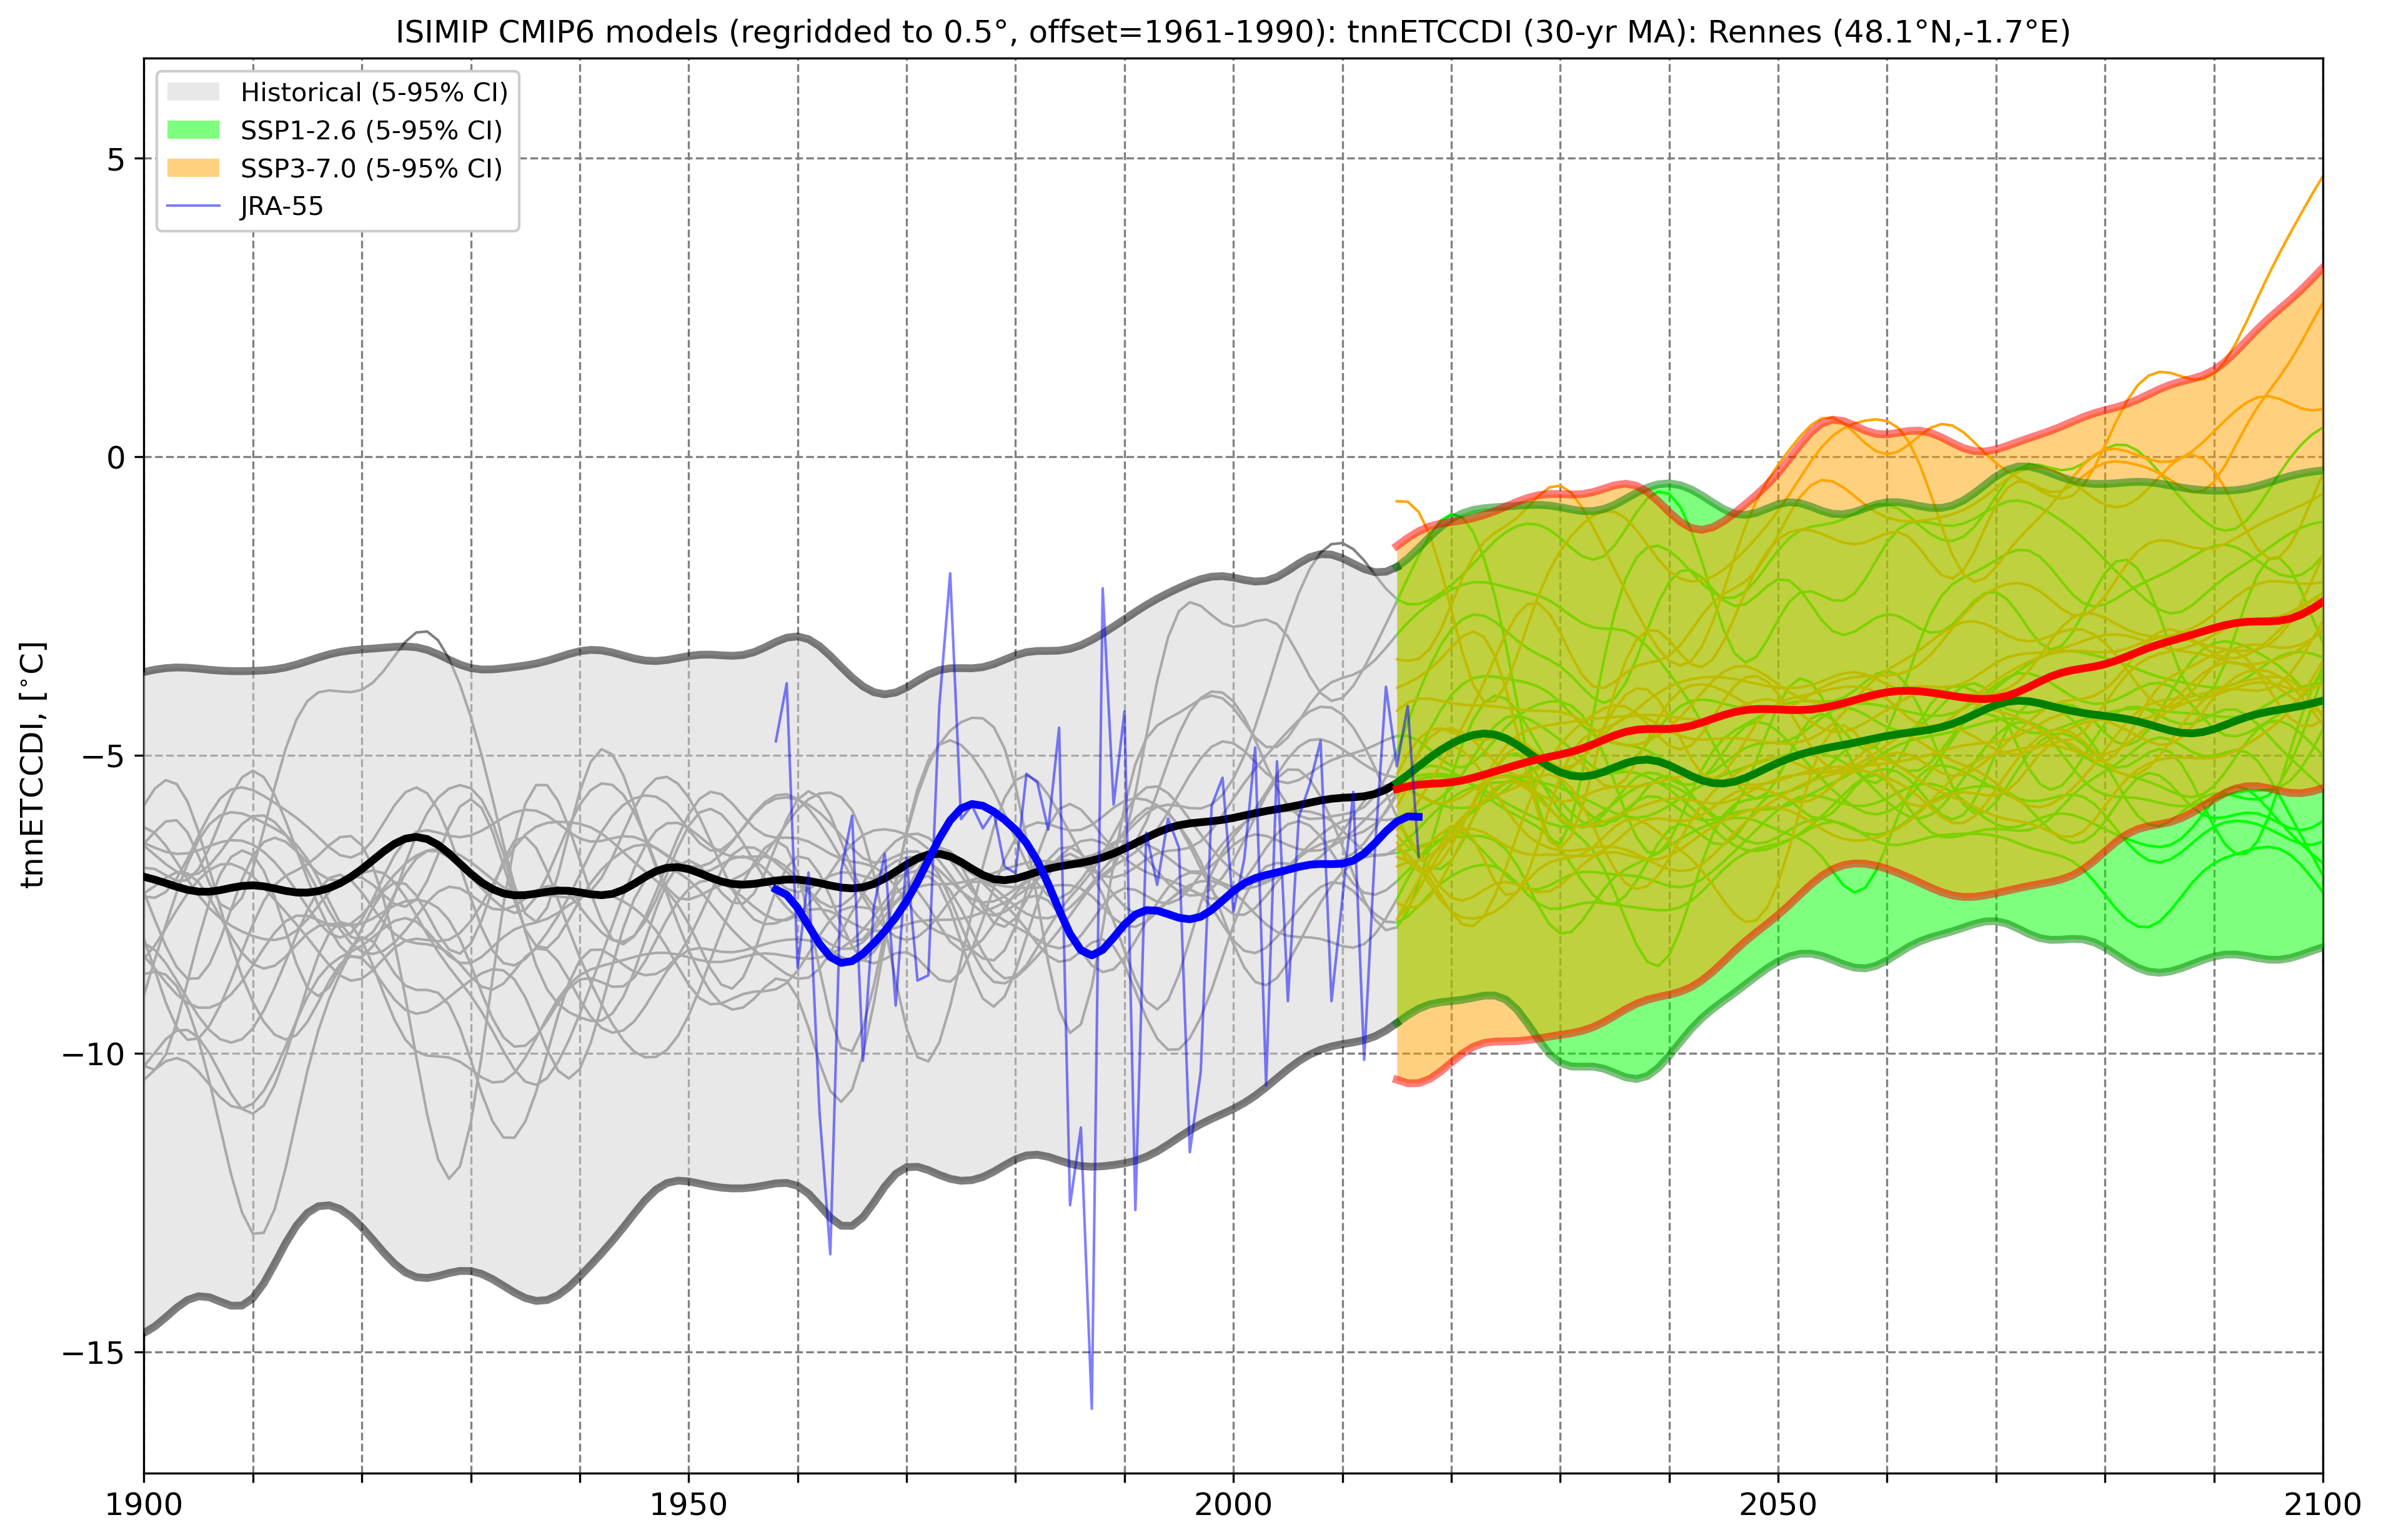 ISIMIP CMIP6 models (regridded to 0.5°, offset=1961-1990): tnnETCCDI (30-yr MA): Rennes (48.1°N,-1.7°E)
Historical (5-95% CI)
SSP1-2.6 (5-95% CI)
SSP3-7.0 (5-95% CI)
JRA-55
tnnETCCDI, [°C]
5
0
−5
−10
−15
1900
1950
2000
2050
2100